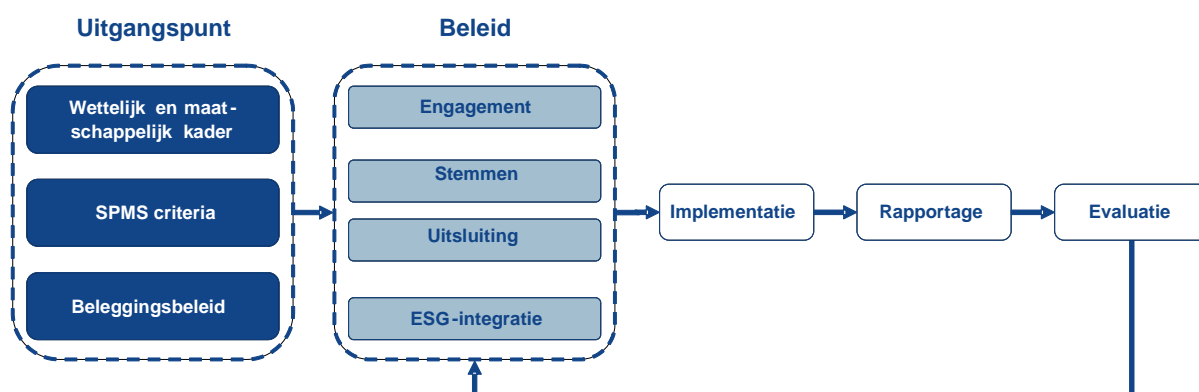 Uitgangspunt
Beleid
Wettelijk en maat-
schappelijk kader
SPMS criteria
Beleggingsbeleid
Engagement
Stemmen
Uitsluiting
ESG-integratie
Implementatie
Rapportage
Evaluatie